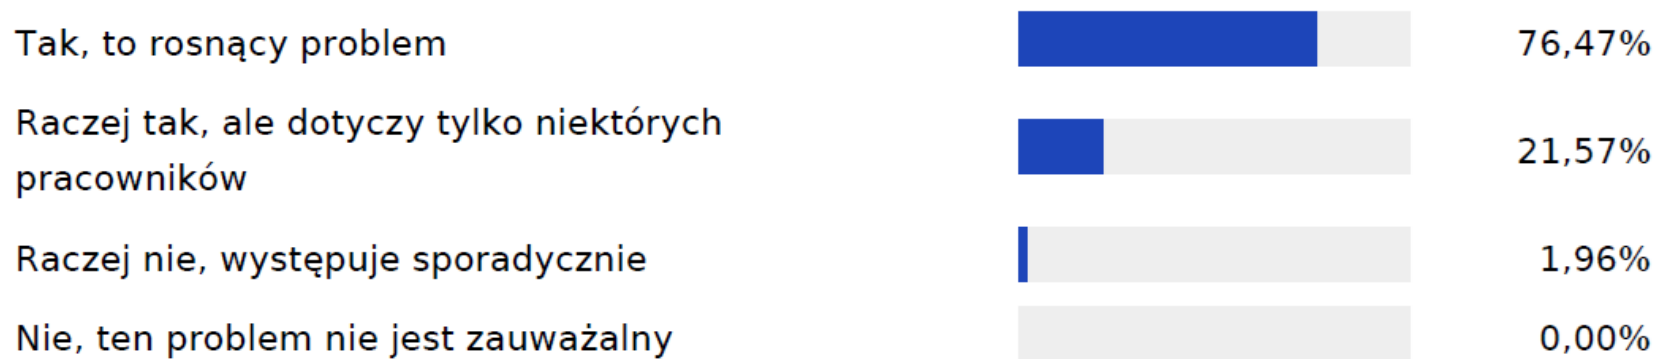 Tak, to rosnący problem 76,47%
Raczej tak, ale dotyczy tylko niektórych
pracowników 21,57%
Raczej nie, występuje sporadycznie 1,96%
Nie, ten problem nie jest zauważalny 0,00%